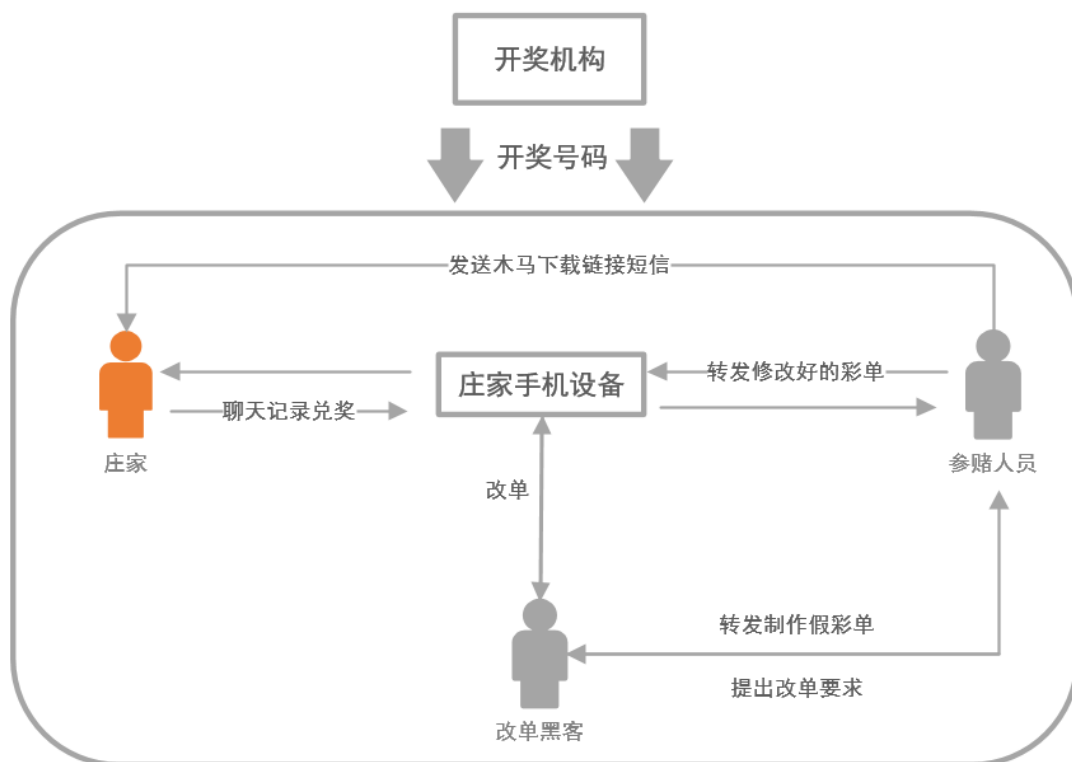 开奖机构
开奖号码
发送木马下载链接短信
庄家手机设备
转发修改好的彩单
聊天记录兑奖
庄家
参赌人员
改单
转发制作假彩单
提出改单要求
改单黑客